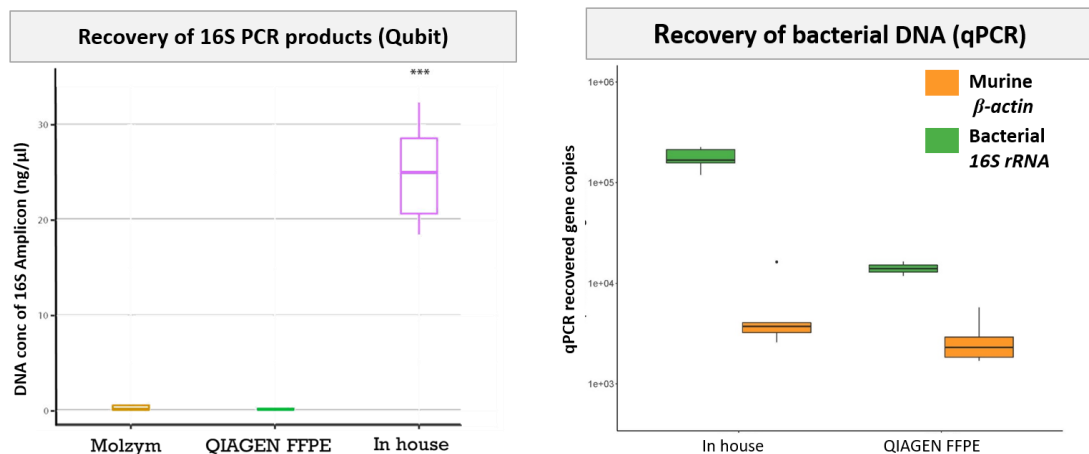 Recovery of 16S PCR products (Qubit)
***
DNA conc of 16S Amplicon (ng/µl)
30
20
10
0
Molzym
QIAGEN FFPE
In house
Recovery of bacterial DNA (qPCR)
Murine
β-actin
Bacterial
16S rRNA
qPCR recovered gene copies
1e+06
1e+05
1e+04
1e+03
In house
QIAGEN FFPE